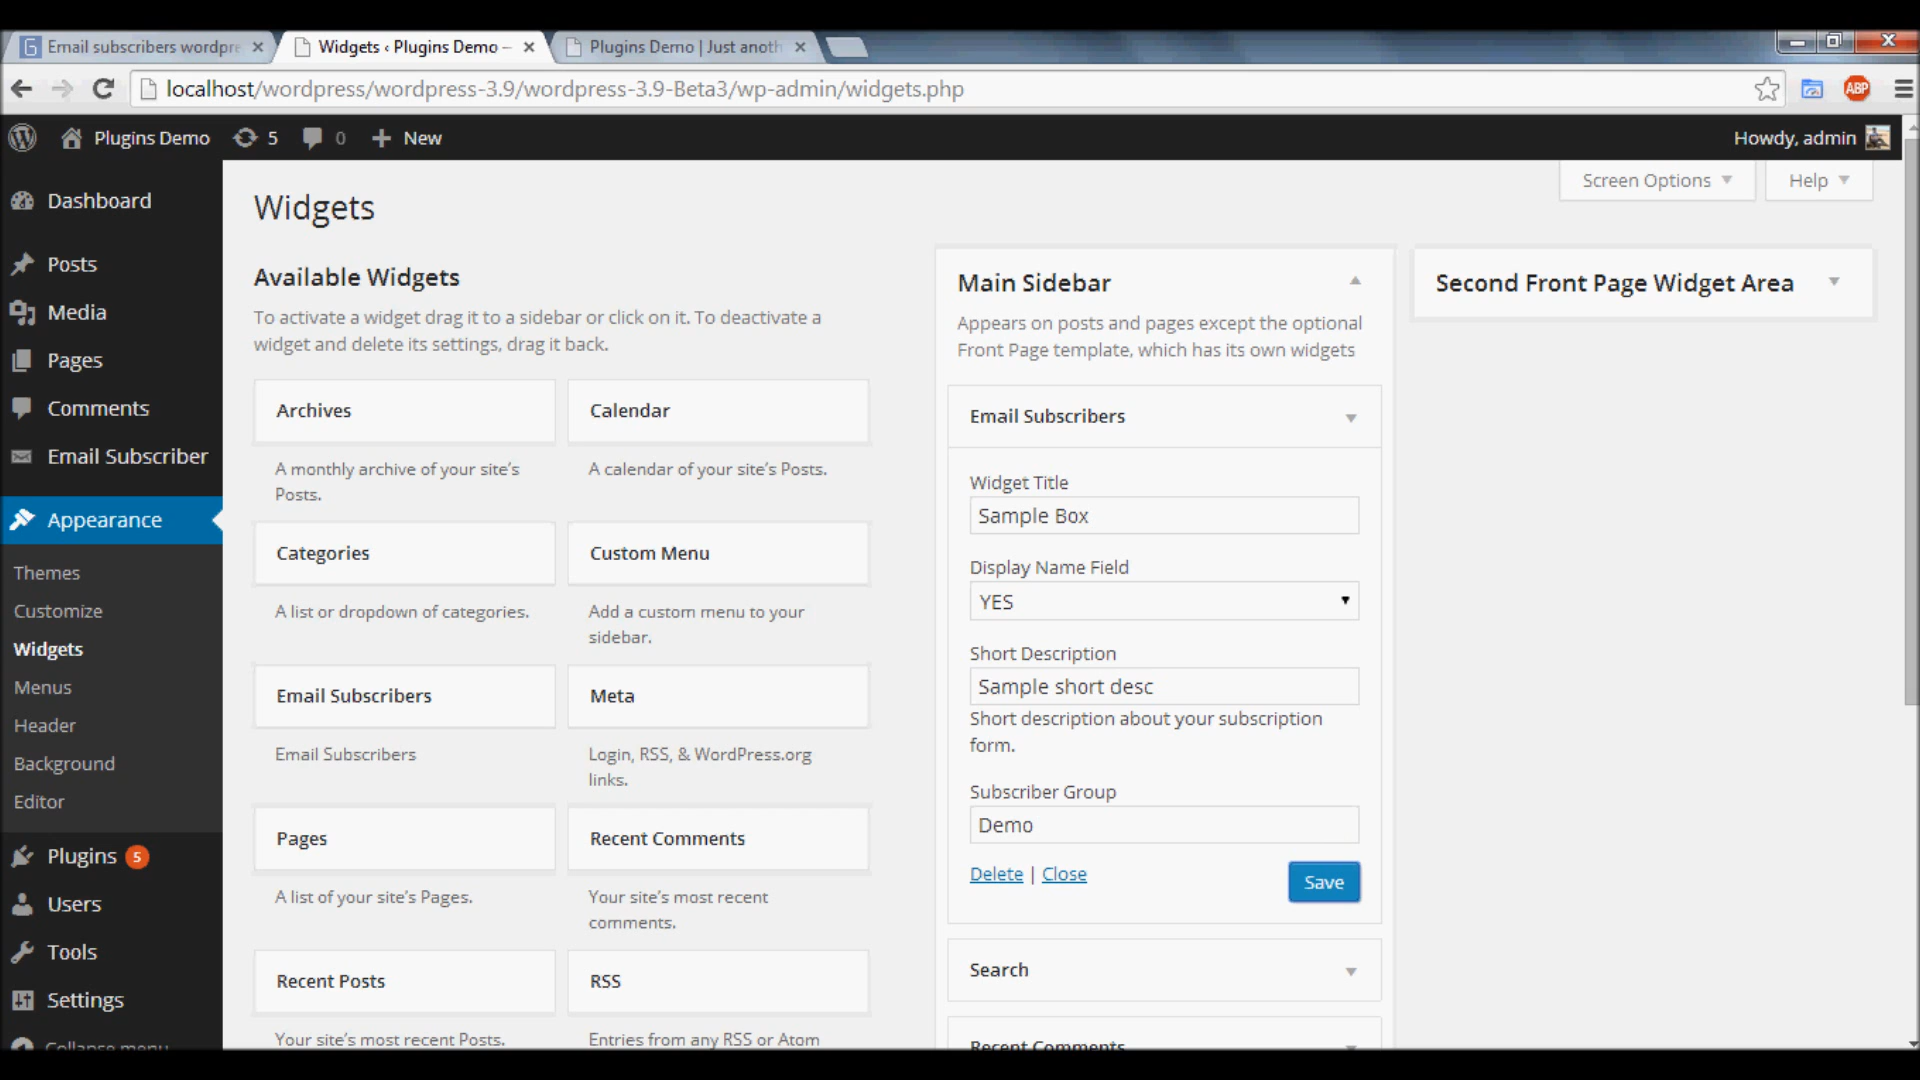 Email subscribers wordpre
Widgets ‹ Plugins Demo –
Plugins Demo | Just anoth
localhost/wordpress/wordpress-3.9/wordpress-3.9-Beta3/wp-admin/widgets.php
ABP
Plugins Demo 5 0 New
Howdy, admin
Screen Options
Help
Dashboard
Posts
Media
Pages
Comments
Email Subscriber
Appearance
Themes
Customize
Widgets
Menus
Header
Background
Editor
Plugins 5
Users
Tools
Settings
Collapse menu
Widgets
Available Widgets
To activate a widget drag it to a sidebar or click on it. To deactivate a
widget and delete its settings, drag it back.
Archives
A monthly archive of your site's
Posts.
Calendar
A calendar of your site's Posts.
Categories
A list or dropdown of categories.
Custom Menu
Add a custom menu to your
sidebar.
Email Subscribers
Email Subscribers
Meta
Login, RSS, & WordPress.org
links.
Pages
A list of your site's Pages.
Recent Comments
Your site's most recent
comments.
Recent Posts
Your site's most recent Posts.
RSS
Entries from any RSS or Atom
Main Sidebar
Appears on posts and pages except the optional
Front Page template, which has its own widgets
Email Subscribers
Widget Title
Sample Box
Display Name Field
YES
Short Description
Sample short desc
Short description about your subscription
form.
Subscriber Group
Demo
Delete | Close
Save
Search
Recent Comments
Second Front Page Widget Area